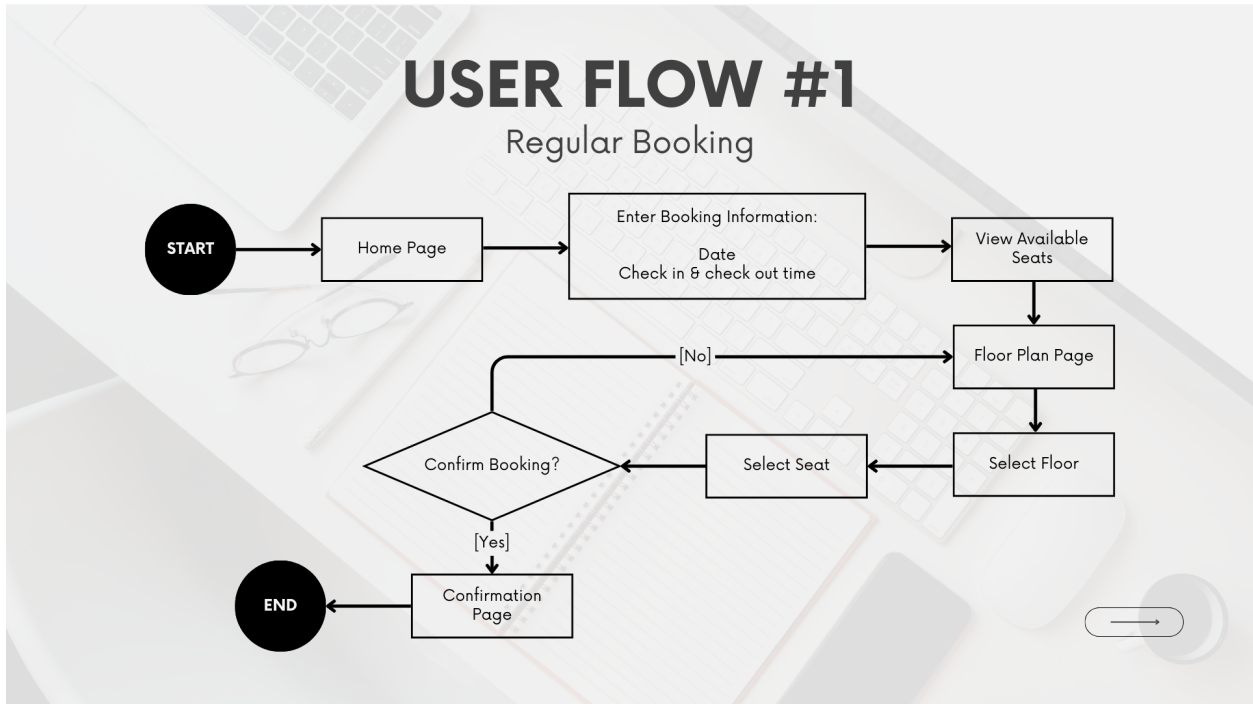 USER FLOW #1
Regular Booking
START
Home Page
Enter Booking Information:
Date
Check in & check out time
View Available
Seats
[No]
Floor Plan Page
Confirm Booking?
Select Seat
Select Floor
[Yes]
END
Confirmation
Page